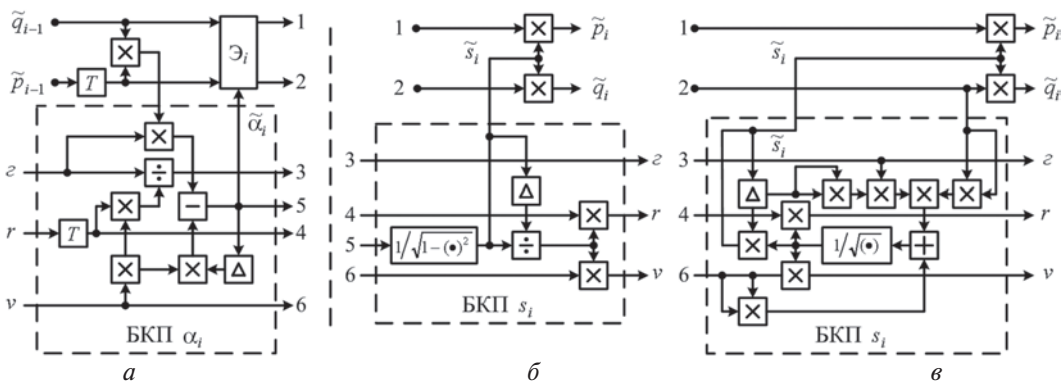 q̃ᵢ₋₁
1
Эᵢ
p̃ᵢ₋₁
T
2
α̃ᵢ
г
÷
3
−
5
r
T
4
Δ
v
6
БКП αᵢ
а
1
p̃ᵢ
s̃ᵢ
2
q̃ᵢ
3
г
Δ
4
r
5
1/√(1−(•)²)
÷
6
v
БКП sᵢ
б
1
p̃ᵢ
s̃ᵢ
2
q̃ᵢ
s̃ᵢ
3
г
Δ
4
r
1/√(•)
+
6
v
БКП sᵢ
в